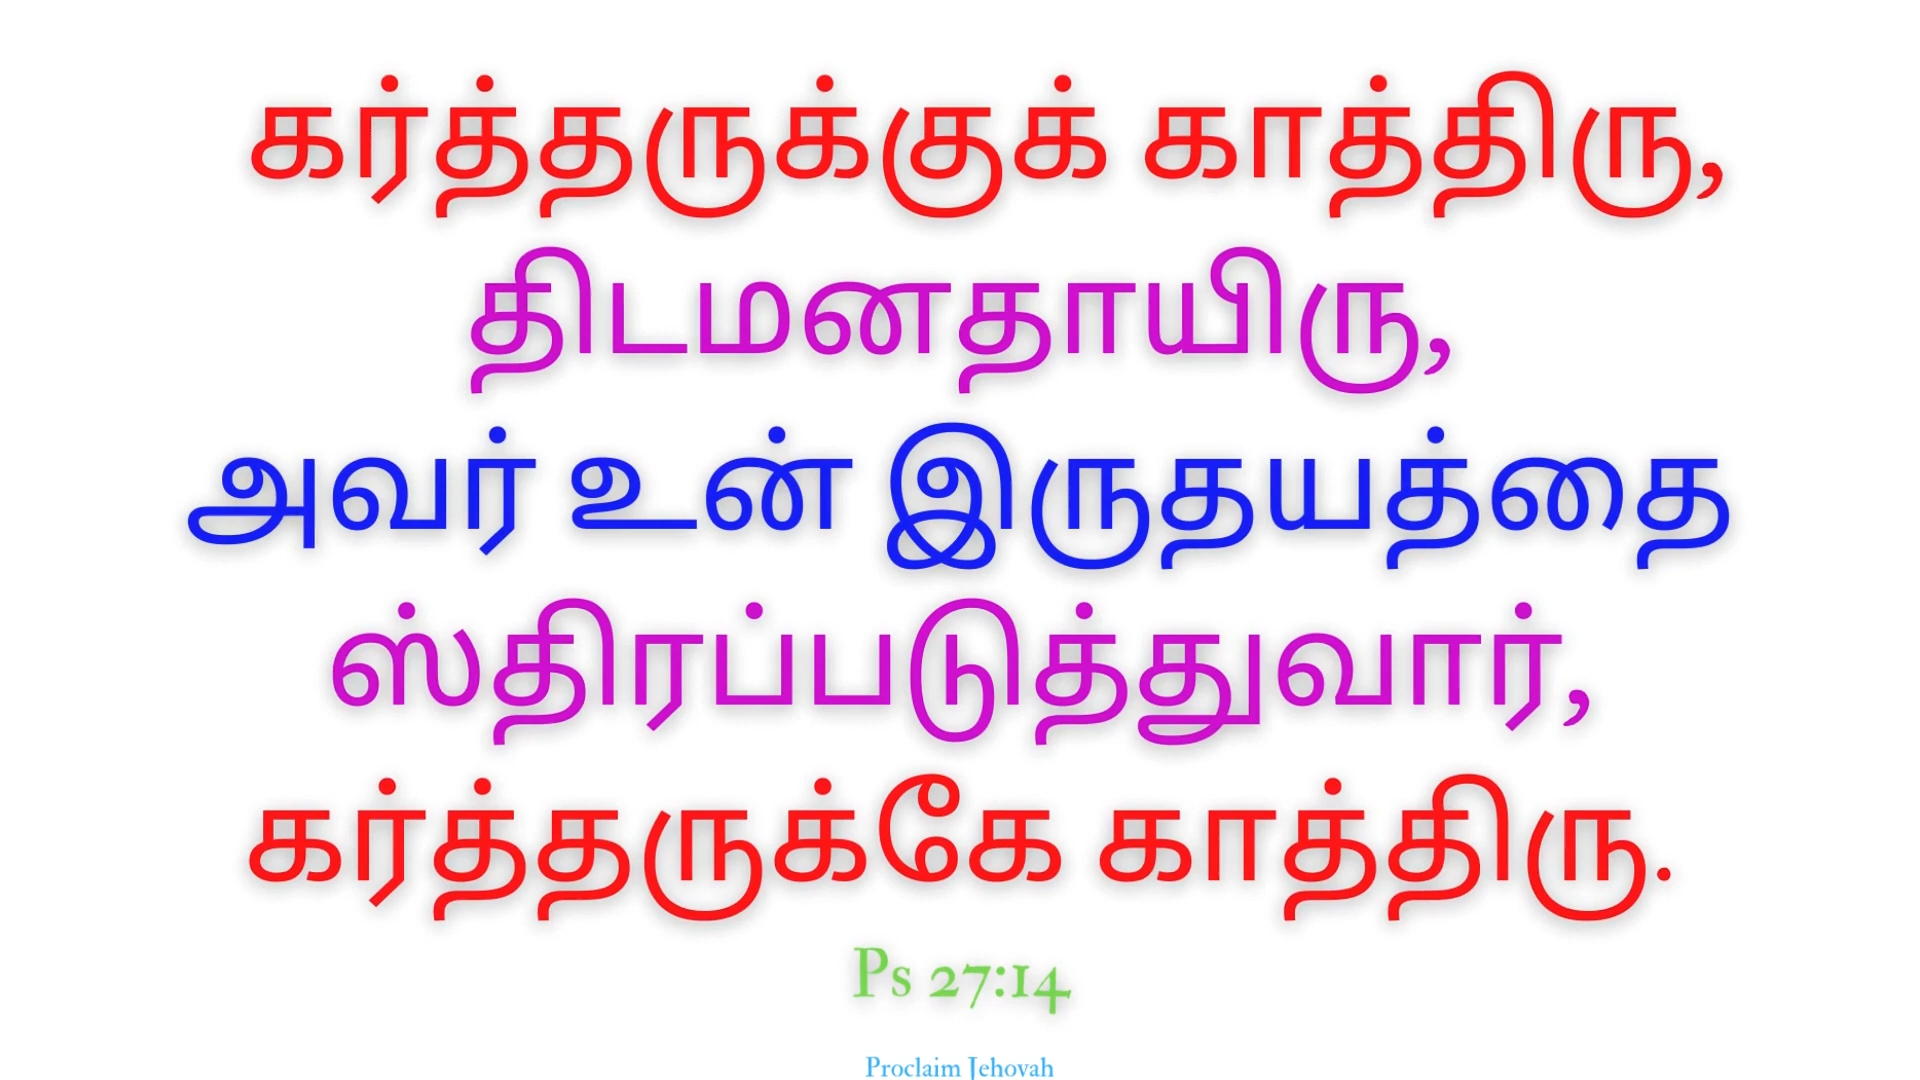 கர்த்தருக்குக் காத்திரு,
திடமனதாயிரு,
அவர் உன் இருதயத்தை
ஸ்திரப்படுத்துவார்,
கர்த்தருக்கே காத்திரு.
Ps 27:14
Proclaim Jehovah